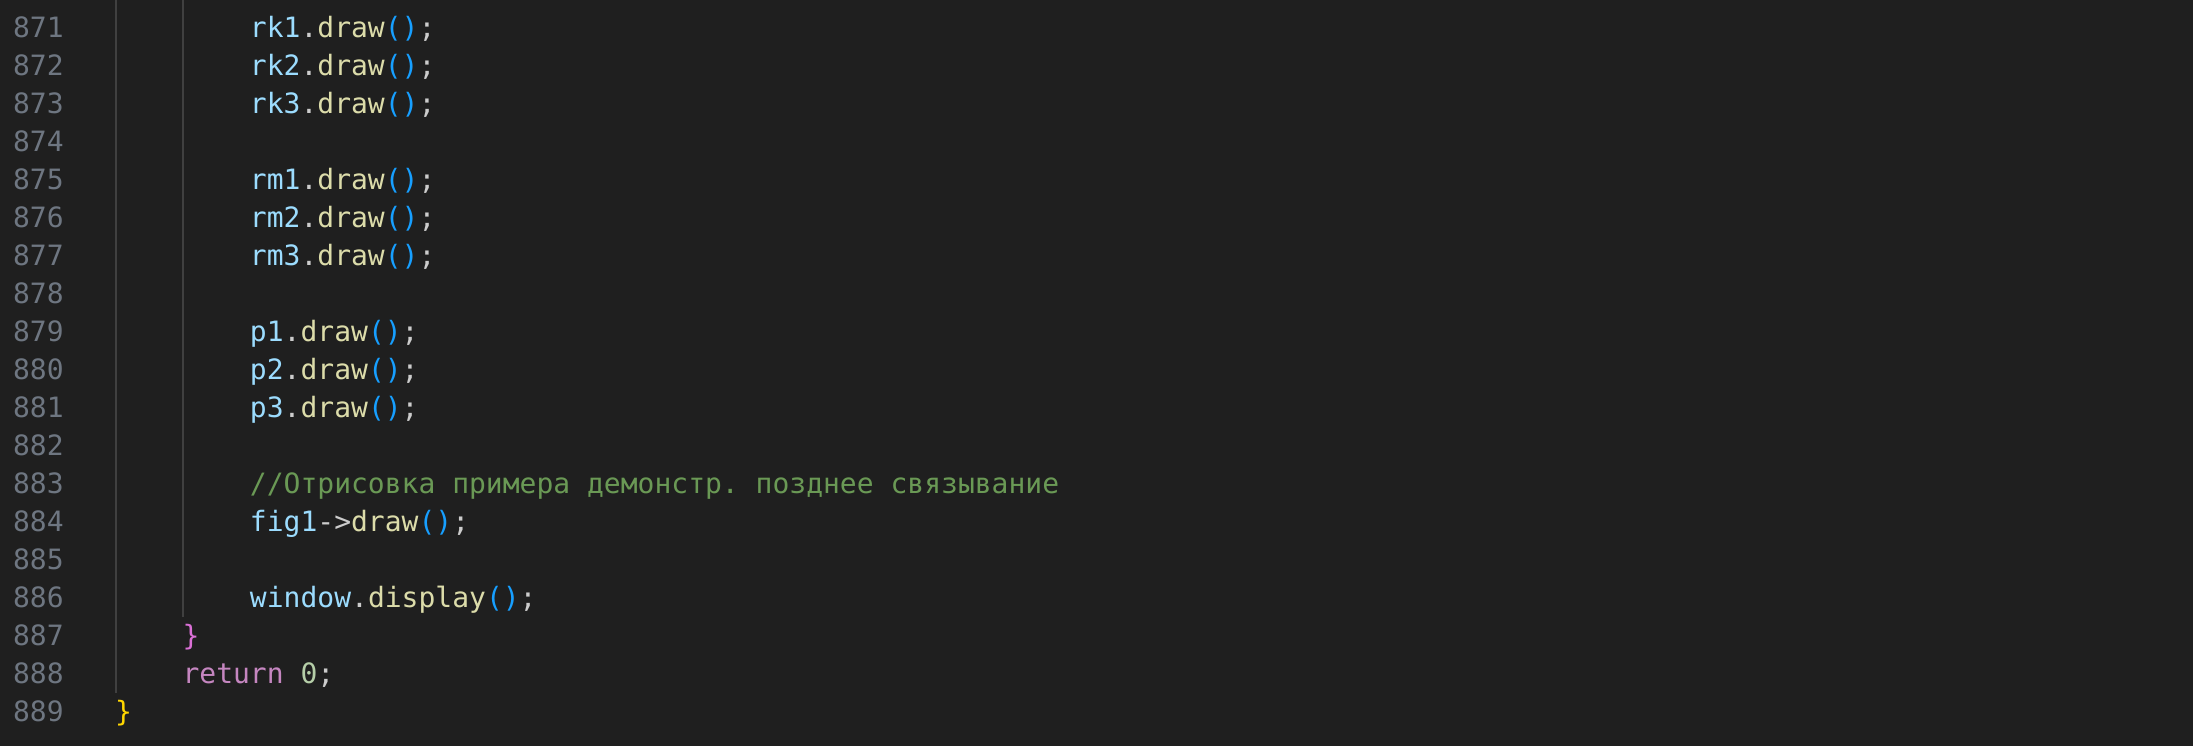 871 rk1.draw();
872 rk2.draw();
873 rk3.draw();
874
875 rm1.draw();
876 rm2.draw();
877 rm3.draw();
878
879 p1.draw();
880 p2.draw();
881 p3.draw();
882
883 //Отрисовка примера демонстр. позднее связывание
884 fig1->draw();
885
886 window.display();
887 }
888 return 0;
889 }